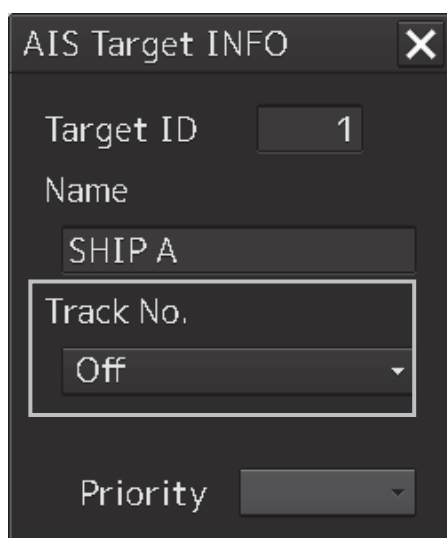 AIS Target INFO
Target ID 1
Name
SHIP A
Track No.
Off
Priority